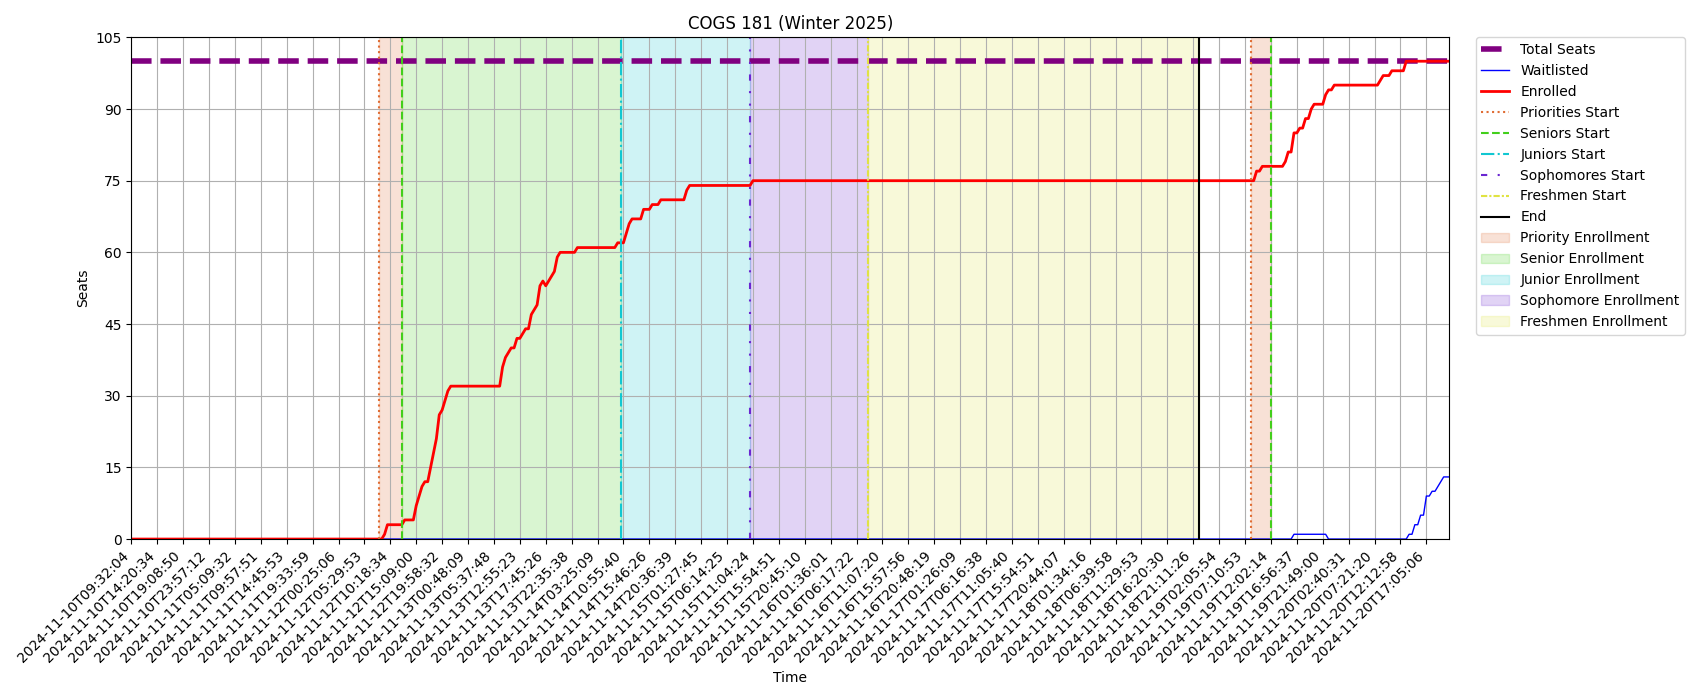 COGS 181 (Winter 2025)
105
90
75
60
45
30
15
0
Seats
2024-11-10T09:32:04
2024-11-10T14:20:34
2024-11-10T19:08:50
2024-11-10T23:57:12
2024-11-11T05:09:32
2024-11-11T09:57:51
2024-11-11T14:45:53
2024-11-11T19:33:59
2024-11-12T00:25:06
2024-11-12T05:29:53
2024-11-12T10:18:34
2024-11-12T15:09:00
2024-11-12T19:58:32
2024-11-13T00:48:09
2024-11-13T05:37:48
2024-11-13T12:55:23
2024-11-13T17:45:26
2024-11-13T22:35:38
2024-11-14T03:25:09
2024-11-14T10:55:40
2024-11-14T15:46:26
2024-11-14T20:36:39
2024-11-15T01:27:45
2024-11-15T06:14:25
2024-11-15T11:04:24
2024-11-15T15:54:51
2024-11-15T20:45:10
2024-11-16T01:36:01
2024-11-16T06:17:22
2024-11-16T11:07:20
2024-11-16T15:57:56
2024-11-16T20:48:19
2024-11-17T01:26:09
2024-11-17T06:16:38
2024-11-17T11:05:40
2024-11-17T15:54:51
2024-11-17T20:44:07
2024-11-18T01:34:16
2024-11-18T06:39:58
2024-11-18T11:29:53
2024-11-18T16:20:30
2024-11-18T21:11:26
2024-11-19T02:05:54
2024-11-19T07:10:53
2024-11-19T12:02:14
2024-11-19T16:56:37
2024-11-19T21:49:00
2024-11-20T02:40:31
2024-11-20T07:21:20
2024-11-20T12:12:58
2024-11-20T17:05:06
Time
Total Seats
Waitlisted
Enrolled
Priorities Start
Seniors Start
Juniors Start
Sophomores Start
Freshmen Start
End
Priority Enrollment
Senior Enrollment
Junior Enrollment
Sophomore Enrollment
Freshmen Enrollment